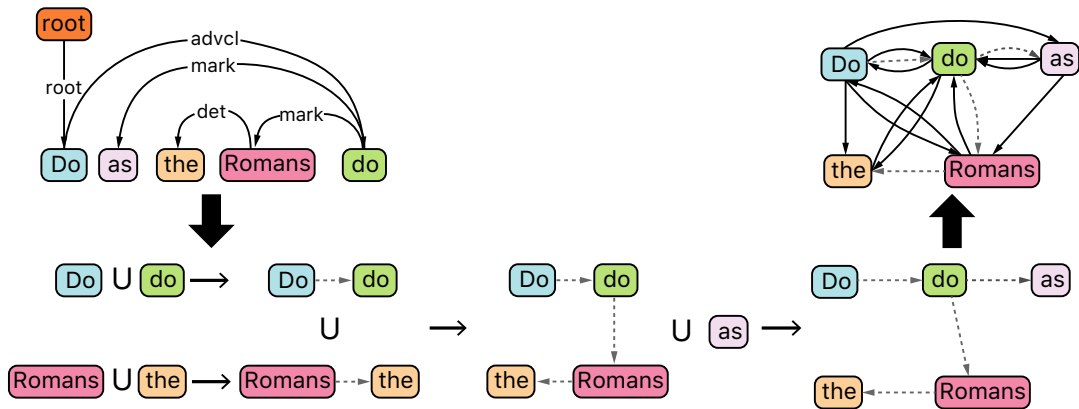 root
advcl
mark
root
det
mark
Do as the Romans do
Do do as
the Romans
Do U do Do do
U
Romans U the Romans the
Do do
the Romans
U as
Do do as
the Romans